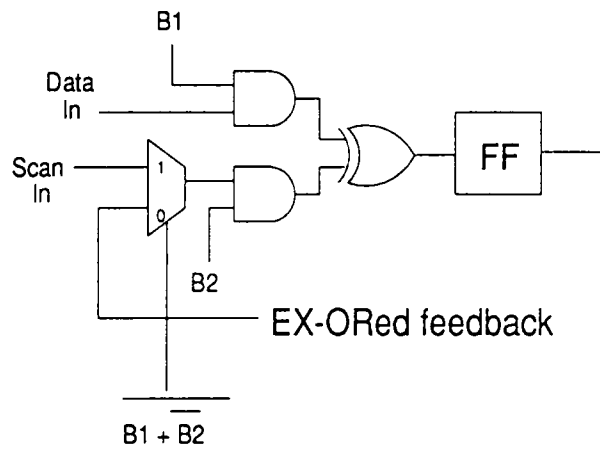 B1
Data
In
FF
Scan
In
1
0
B2
EX-ORed feedback
B1 + B2